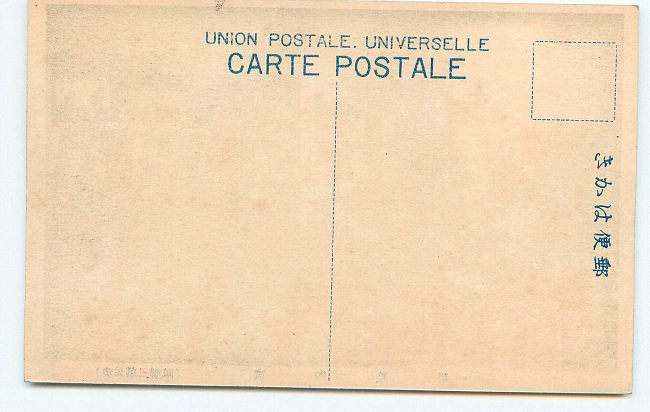 UNION POSTALE. UNIVERSELLE
CARTE POSTALE
郵便はかき